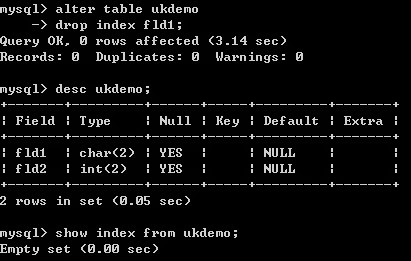 mysql> alter table ukdemo
    -> drop index fld1;
Query OK, 0 rows affected (3.14 sec)
Records: 0  Duplicates: 0  Warnings: 0
mysql> desc ukdemo;
+-------+---------+------+-----+---------+-------+
| Field | Type    | Null | Key | Default | Extra |
+-------+---------+------+-----+---------+-------+
| fld1  | char(2) | YES  |     | NULL    |       |
| fld2  | int(2)  | YES  |     | NULL    |       |
+-------+---------+------+-----+---------+-------+
2 rows in set (0.05 sec)
mysql> show index from ukdemo;
Empty set (0.00 sec)